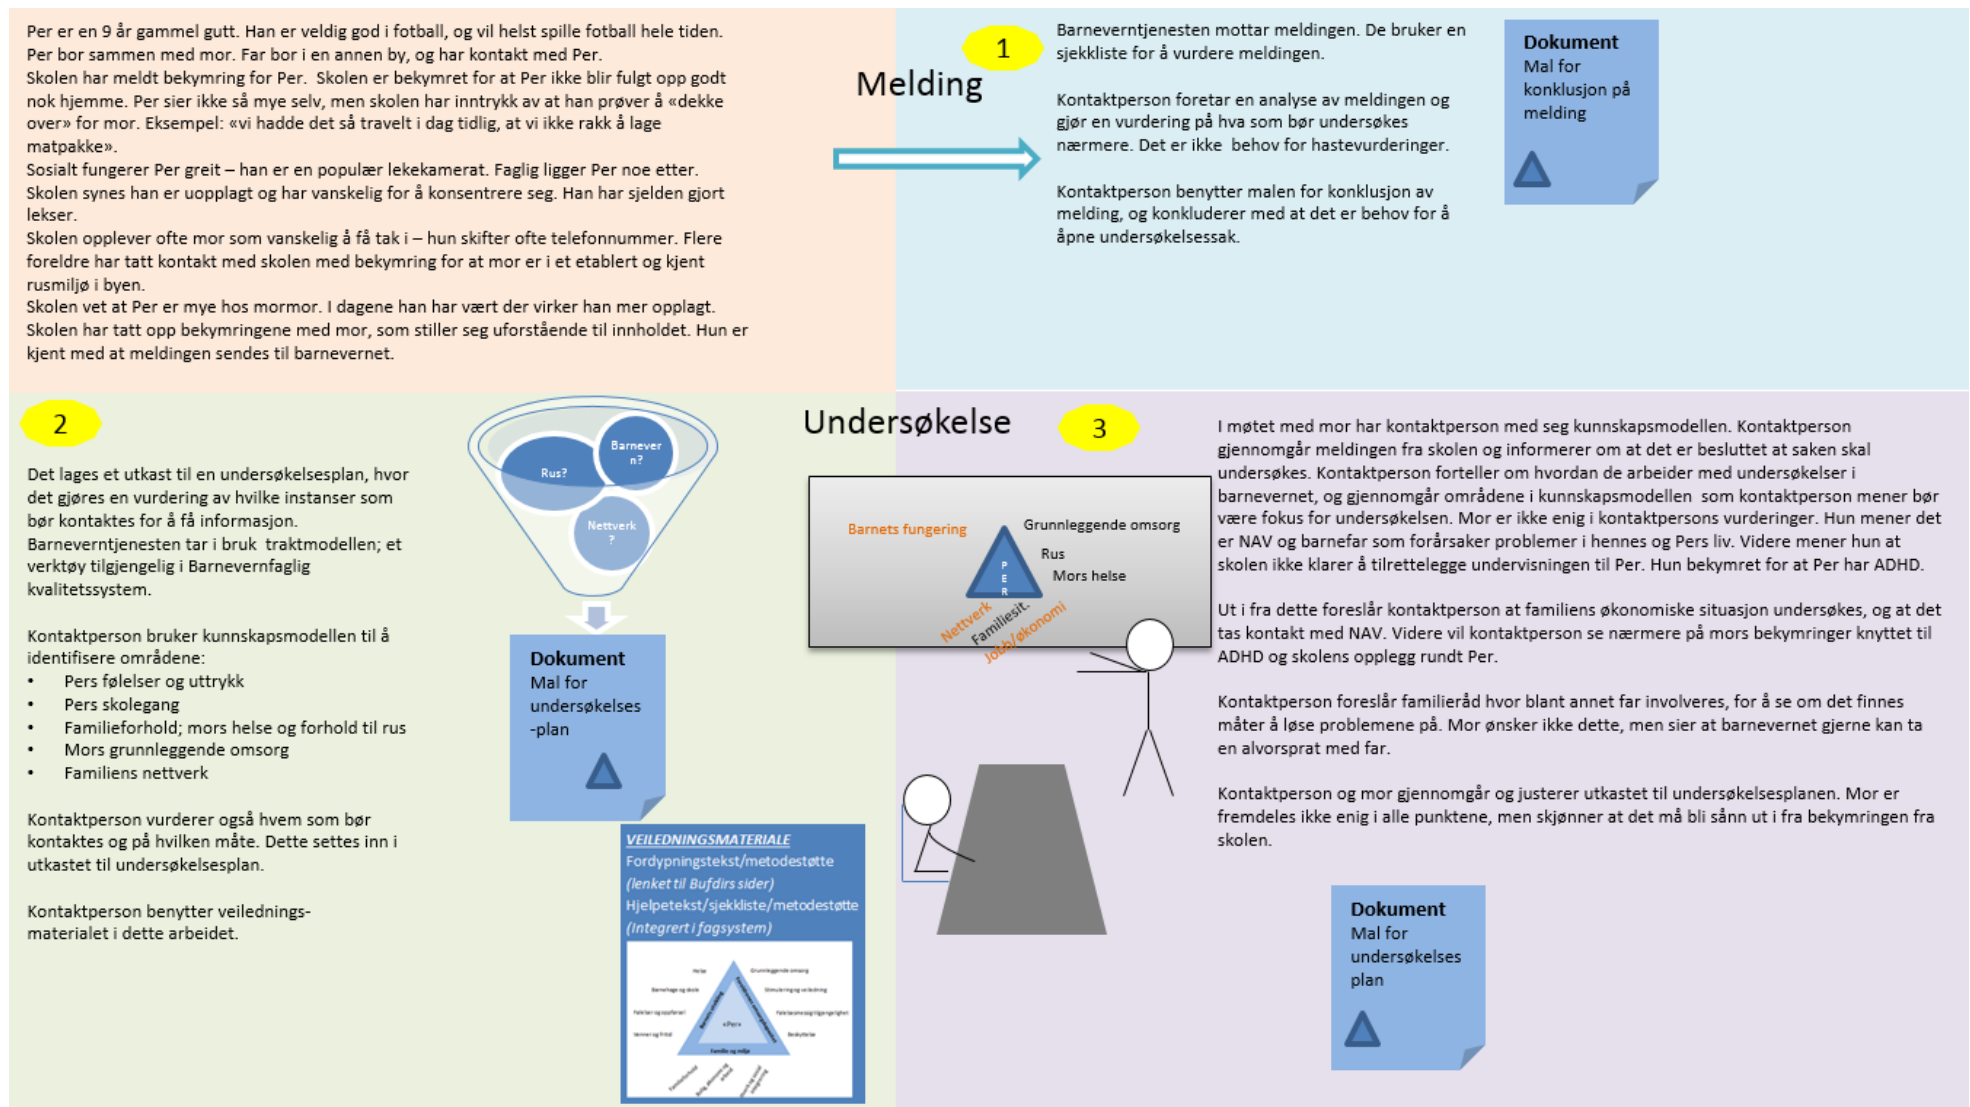 Per er en 9 år gammel gutt. Han er veldig god i fotball, og vil helst spille fotball hele tiden.
Per bor sammen med mor. Far bor i en annen by, og har kontakt med Per.
Skolen har meldt bekymring for Per.  Skolen er bekymret for at Per ikke blir fulgt opp godt
nok hjemme. Per sier ikke så mye selv, men skolen har inntrykk av at han prøver å «dekke
over» for mor. Eksempel: «vi hadde det så travelt i dag tidlig, at vi ikke rakk å lage
matpakke».
Sosialt fungerer Per greit – han er en populær lekekamerat. Faglig ligger Per noe etter.
Skolen synes han er uopplagt og har vanskelig for å konsentrere seg. Han har sjelden gjort
lekser.
Skolen opplever ofte mor som vanskelig å få tak i – hun skifter ofte telefonnummer. Flere
foreldre har tatt kontakt med skolen med bekymring for at mor er i et etablert og kjent
rusmiljø i byen.
Skolen vet at Per er mye hos mormor. I dagene han har vært der virker han mer opplagt.
Skolen har tatt opp bekymringene med mor, som stiller seg uforstående til innholdet. Hun er
kjent med at meldingen sendes til barnevernet.
Melding
1
Barneverntjenesten mottar meldingen. De bruker en
sjekkliste for å vurdere meldingen.
Kontaktperson foretar en analyse av meldingen og
gjør en vurdering på hva som bør undersøkes
nærmere. Det er ikke  behov for hastevurderinger.
Kontaktperson benytter malen for konklusjon av
melding, og konkluderer med at det er behov for å
åpne undersøkelsessak.
Dokument
Mal for
konklusjon på
melding
2
Det lages et utkast til en undersøkelsesplan, hvor
det gjøres en vurdering av hvilke instanser som
bør kontaktes for å få informasjon.
Barneverntjenesten tar i bruk  traktmodellen; et
verktøy tilgjengelig i Barnevernfaglig
kvalitetssystem.
Kontaktperson bruker kunnskapsmodellen til å
identifisere områdene:
• Pers følelser og uttrykk
• Pers skolegang
• Familieforhold; mors helse og forhold til rus
• Mors grunnleggende omsorg
• Familiens nettverk
Kontaktperson vurderer også hvem som bør
kontaktes og på hvilken måte. Dette settes inn i
utkastet til undersøkelsesplan.
Kontaktperson benytter veilednings-
materialet i dette arbeidet.
Rus?
Barnever
n?
Nettverk
?
Dokument
Mal for
undersøkelses
-plan
VEILEDNINGSMATERIALE
Fordypningstekst/metodestøtte
(lenket til Bufdirs sider)
Hjelpetekst/sjekkliste/metodestøtte
(Integrert i fagsystem)
Helse
Grunnleggende omsorg
Barnehage og skole
Stimulering og veiledning
Følelser og oppførsel
Følelsesmessig tilgjengelighet
Venner og fritid
Beskyttelse
«Per»
Familie og miljø
Familieforhold
Undersøkelse
3
Barnets fungering
Grunnleggende omsorg
Rus
Mors helse
P
E
R
Nettverk
Familiesit.
Jobb/økonomi
I møtet med mor har kontaktperson med seg kunnskapsmodellen. Kontaktperson
gjennomgår meldingen fra skolen og informerer om at det er besluttet at saken skal
undersøkes. Kontaktperson forteller om hvordan de arbeider med undersøkelser i
barnevernet, og gjennomgår områdene i kunnskapsmodellen  som kontaktperson mener bør
være fokus for undersøkelsen. Mor er ikke enig i kontaktpersons vurderinger. Hun mener det
er NAV og barnefar som forårsaker problemer i hennes og Pers liv. Videre mener hun at
skolen ikke klarer å tilrettelegge undervisningen til Per. Hun bekymret for at Per har ADHD.
Ut i fra dette foreslår kontaktperson at familiens økonomiske situasjon undersøkes, og at det
tas kontakt med NAV. Videre vil kontaktperson se nærmere på mors bekymringer knyttet til
ADHD og skolens opplegg rundt Per.
Kontaktperson foreslår familieråd hvor blant annet far involveres, for å se om det finnes
måter å løse problemene på. Mor ønsker ikke dette, men sier at barnevernet gjerne kan ta
en alvorsprat med far.
Kontaktperson og mor gjennomgår og justerer utkastet til undersøkelsesplanen. Mor er
fremdeles ikke enig i alle punktene, men skjønner at det må bli sånn ut i fra bekymringen fra
skolen.
Dokument
Mal for
undersøkelses
plan